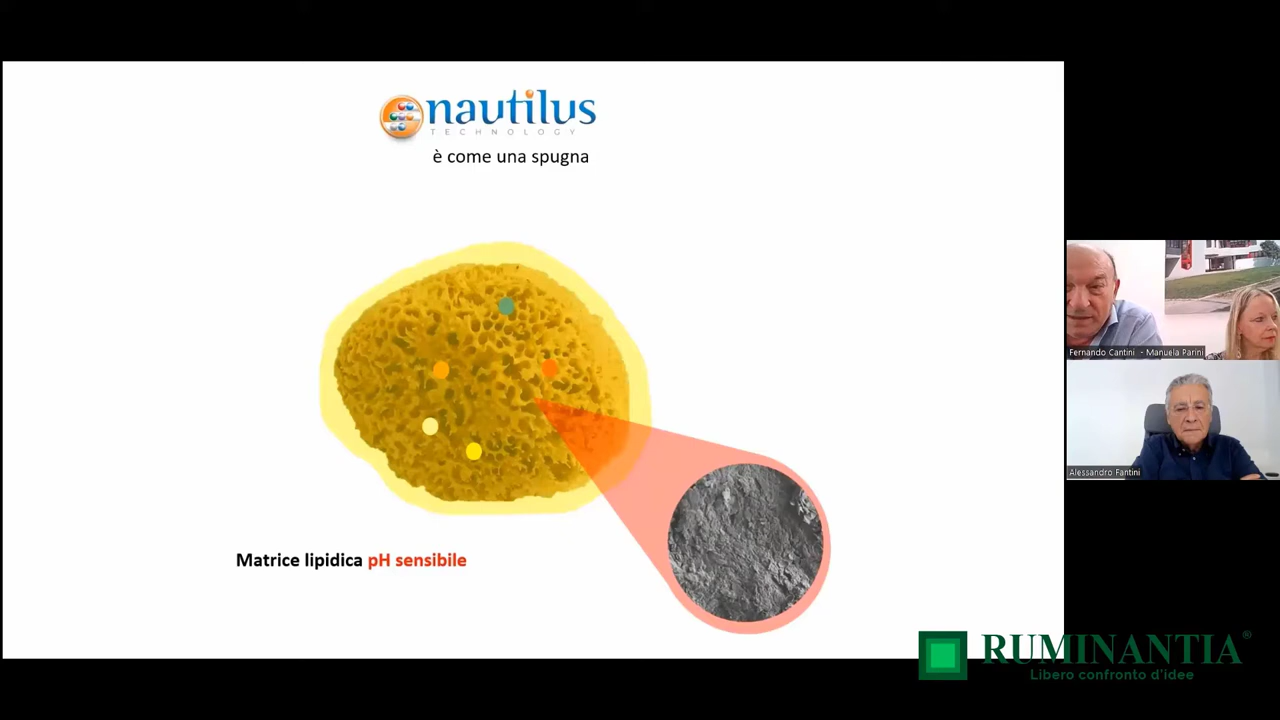 nautilus
TECHNOLOGY
è come una spugna
Matrice lipidica pH sensibile
Fernando Cantini - Manuela Parini
Alessandro Fantini
RUMINANTIA®
Libero confronto d'idee